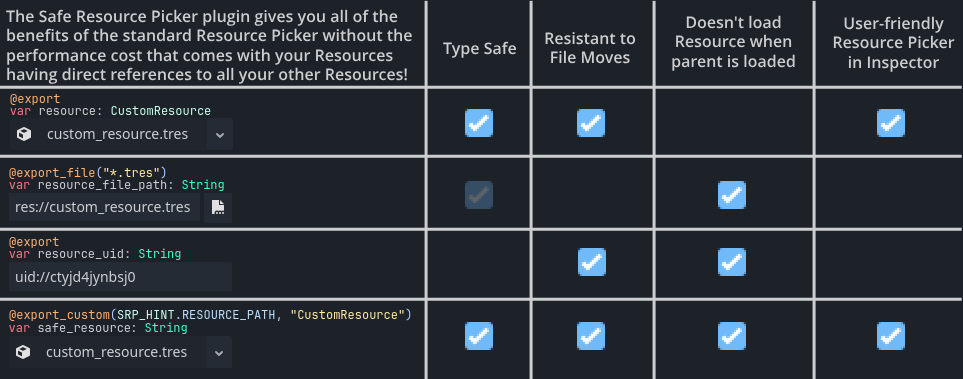 The Safe Resource Picker plugin gives you all of the
benefits of the standard Resource Picker without the
performance cost that comes with your Resources
having direct references to all your other Resources!
Type Safe
Resistant to
File Moves
Doesn't load
Resource when
parent is loaded
User-friendly
Resource Picker
in Inspector
@export
var resource: CustomResource
custom_resource.tres
@export_file("*.tres")
var resource_file_path: String
res://custom_resource.tres
@export
var resource_uid: String
uid://ctyjd4jynbsj0
@export_custom(SRP_HINT.RESOURCE_PATH, "CustomResource")
var safe_resource: String
custom_resource.tres